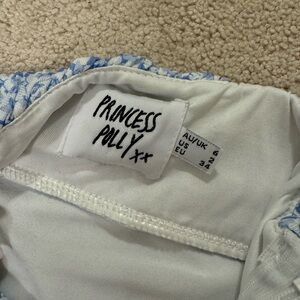 PRINCESS
POLLY xx
AU/UK 6
US 2
EU 34